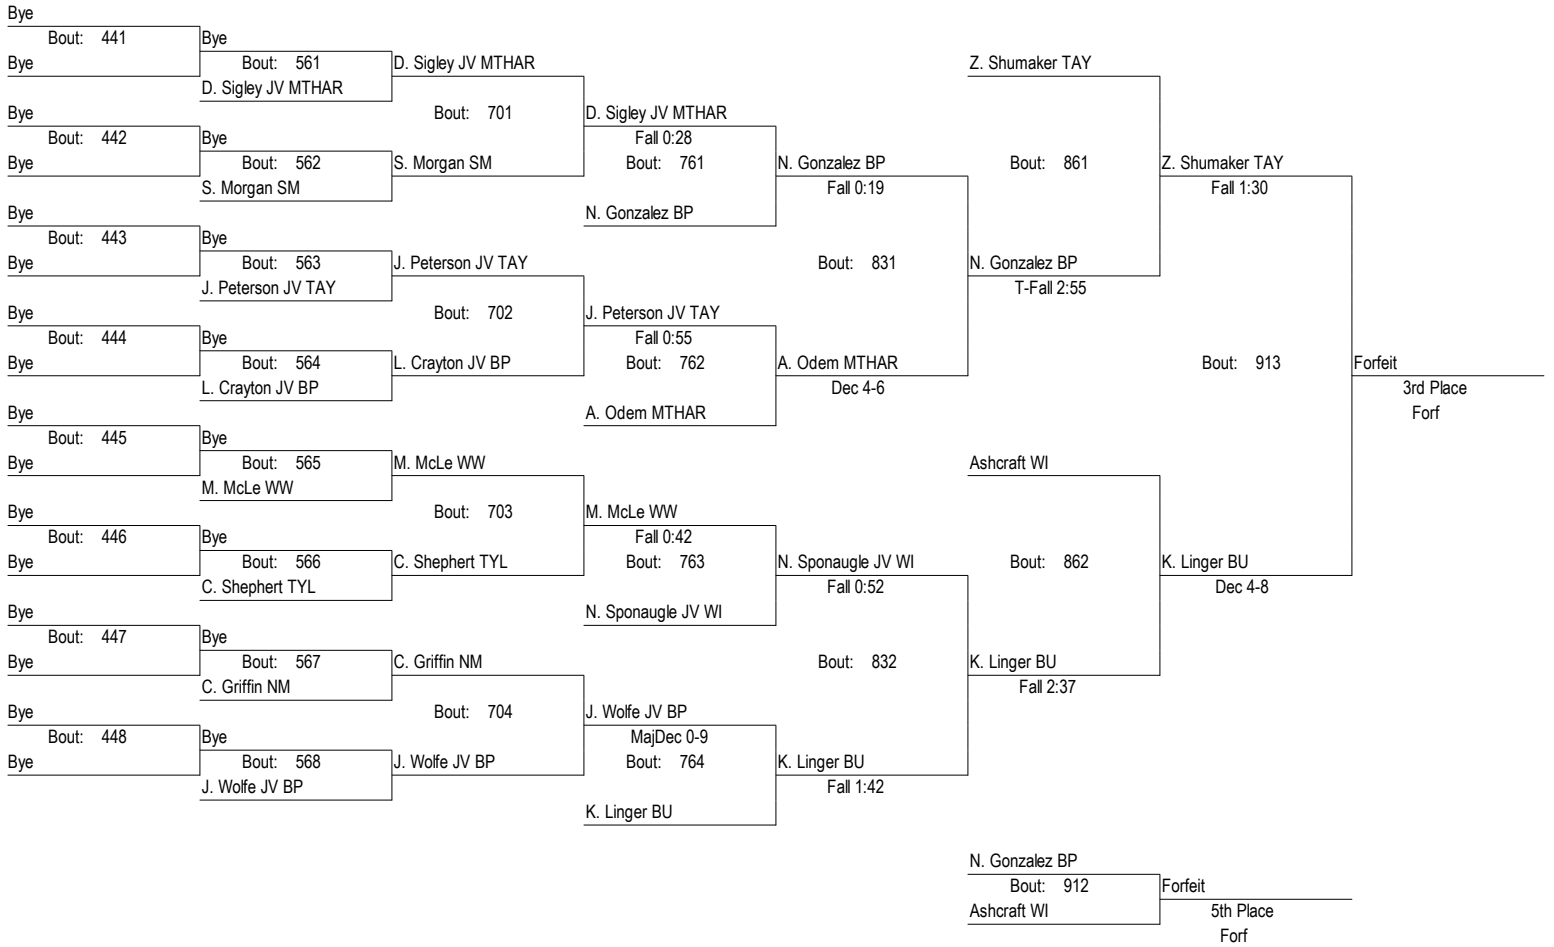 Bye
Bout: 441
Bye
Bye
Bout: 561
D. Sigley JV MTHAR
D. Sigley JV MTHAR
Bye
Bout: 442
Bye
Bye
Bout: 562
S. Morgan SM
S. Morgan SM
Bout: 701
D. Sigley JV MTHAR
Fall 0:28
Bout: 761
N. Gonzalez BP
N. Gonzalez BP
Fall 0:19
Bye
Bout: 443
Bye
Bye
Bout: 563
J. Peterson JV TAY
J. Peterson JV TAY
Bye
Bout: 444
Bye
Bye
Bout: 564
L. Crayton JV BP
L. Crayton JV BP
Bout: 702
J. Peterson JV TAY
Fall 0:55
Bout: 762
A. Odem MTHAR
A. Odem MTHAR
Dec 4-6
Bout: 831
Z. Shumaker TAY
Bout: 861
N. Gonzalez BP
T-Fall 2:55
Z. Shumaker TAY
Fall 1:30
Bye
Bout: 445
Bye
Bye
Bout: 565
M. McLe WW
M. McLe WW
Bye
Bout: 446
Bye
Bye
Bout: 566
C. Shephert TYL
C. Shephert TYL
Bout: 703
M. McLe WW
Fall 0:42
Bout: 763
N. Sponaugle JV WI
N. Sponaugle JV WI
Fall 0:52
Bye
Bout: 447
Bye
Bye
Bout: 567
C. Griffin NM
C. Griffin NM
Bye
Bout: 448
Bye
Bye
Bout: 568
J. Wolfe JV BP
J. Wolfe JV BP
Bout: 704
J. Wolfe JV BP
MajDec 0-9
Bout: 764
K. Linger BU
K. Linger BU
Fall 1:42
Bout: 832
Ashcraft WI
Bout: 862
K. Linger BU
Fall 2:37
K. Linger BU
Dec 4-8
Bout: 913
Forfeit
3rd Place
Forf
N. Gonzalez BP
Bout: 912
Ashcraft WI
Forfeit
5th Place
Forf